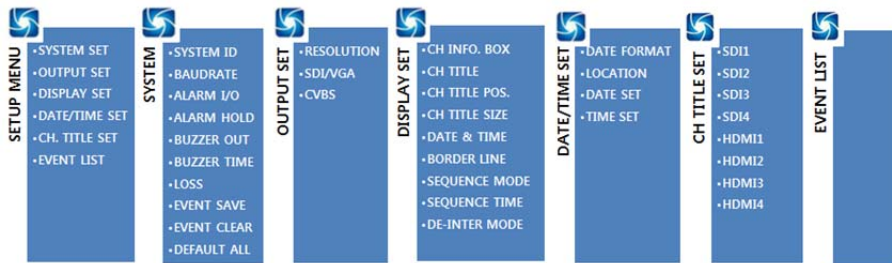 SETUP MENU
•SYSTEM SET
•OUTPUT SET
•DISPLAY SET
•DATE/TIME SET
•CH. TITLE SET
•EVENT LIST
SYSTEM
•SYSTEM ID
•BAUDRATE
•ALARM I/O
•ALARM HOLD
•BUZZER OUT
•BUZZER TIME
•LOSS
•EVENT SAVE
•EVENT CLEAR
•DEFAULT ALL
OUTPUT SET
•RESOLUTION
•SDI/VGA
•CVBS
DISPLAY SET
•CH INFO. BOX
•CH TITLE
•CH TITLE POS.
•CH TITLE SIZE
•DATE & TIME
•BORDER LINE
•SEQUENCE MODE
•SEQUENCE TIME
•DE-INTER MODE
DATE/TIME SET
•DATE FORMAT
•LOCATION
•DATE SET
•TIME SET
CH TITLE SET
•SDI1
•SDI2
•SDI3
•SDI4
•HDMI1
•HDMI2
•HDMI3
•HDMI4
EVENT LIST